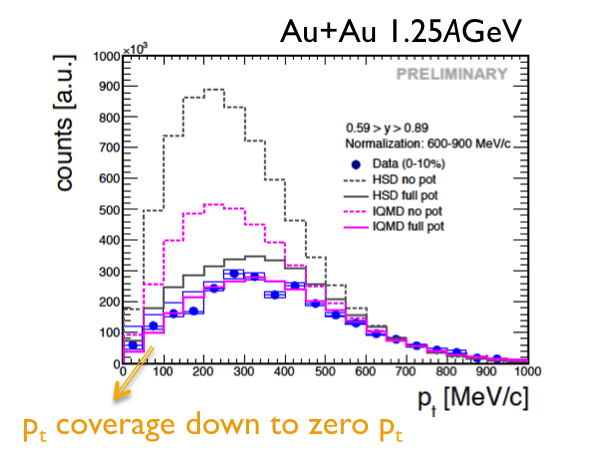 Au+Au 1.25AGeV
×10³
counts [a.u.]
1000
900
800
700
600
500
400
300
200
100
0
PRELIMINARY
0.59 > y > 0.89
Normalization: 600-900 MeV/c
Data (0-10%)
HSD no pot
HSD full pot
IQMD no pot
IQMD full pot
0 100 200 300 400 500 600 700 800 900 1000
pt [MeV/c]
pt coverage down to zero pt